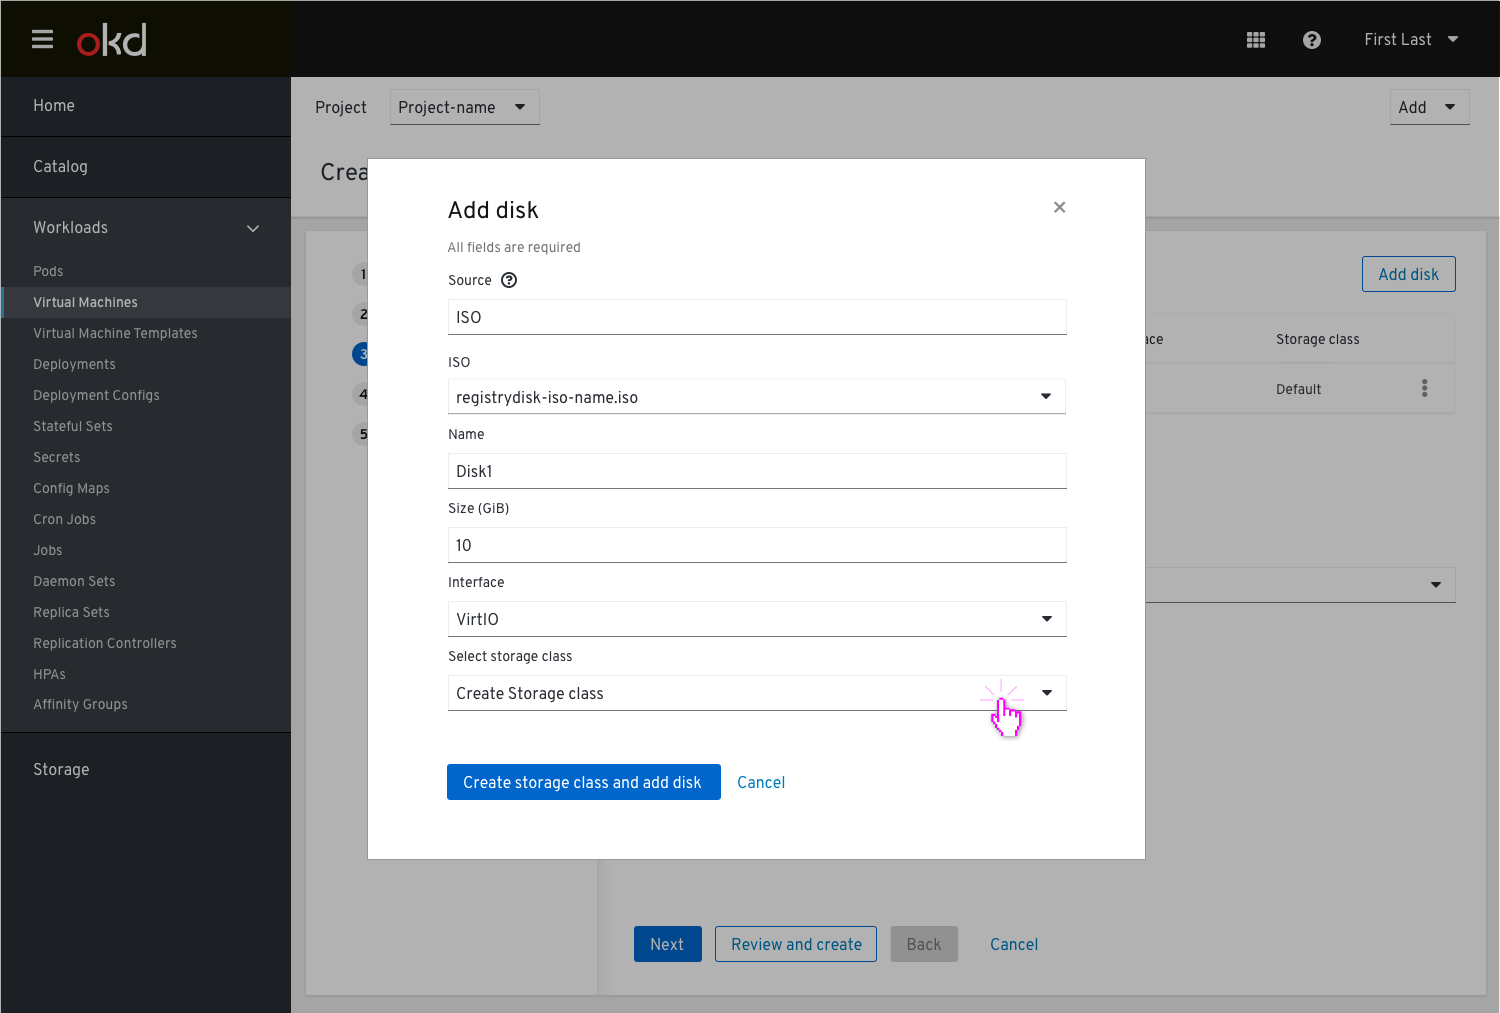 okd
First Last
Home
Catalog
Workloads
Pods
Virtual Machines
Virtual Machine Templates
Deployments
Deployment Configs
Stateful Sets
Secrets
Config Maps
Cron Jobs
Jobs
Daemon Sets
Replica Sets
Replication Controllers
HPAs
Affinity Groups
Storage
Project
Project-name
Add
Crea
1
2
3
4
5
Add disk
ace
Storage class
Default
Add disk
All fields are required
Source
ISO
ISO
registrydisk-iso-name.iso
Name
Disk1
Size (GiB)
10
Interface
VirtIO
Select storage class
Create Storage class
Create storage class and add disk
Cancel
Next
Review and create
Back
Cancel